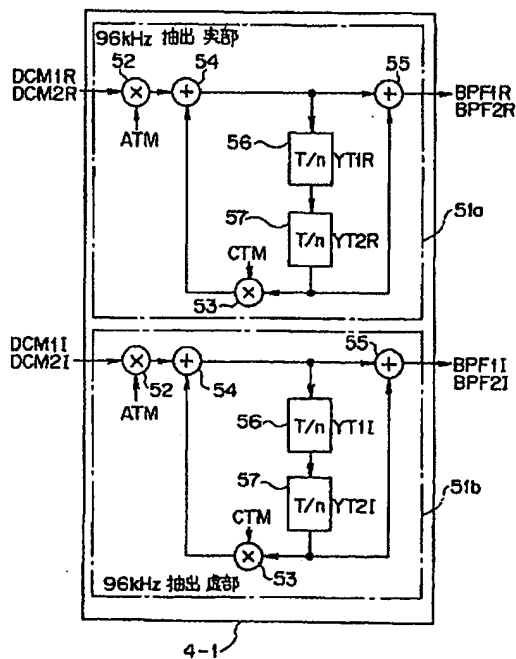 96kHz 抽出 実部
DCM1R
DCM2R
52
54
55
BPF1R
BPF2R
ATM
56
T/n
YT1R
57
T/n
YT2R
51a
CTM
53
DCM1I
DCM2I
52
54
55
BPF1I
BPF2I
ATM
56
T/n
YT1I
57
T/n
YT2I
51b
CTM
53
96kHz 抽出 虚部
4-1